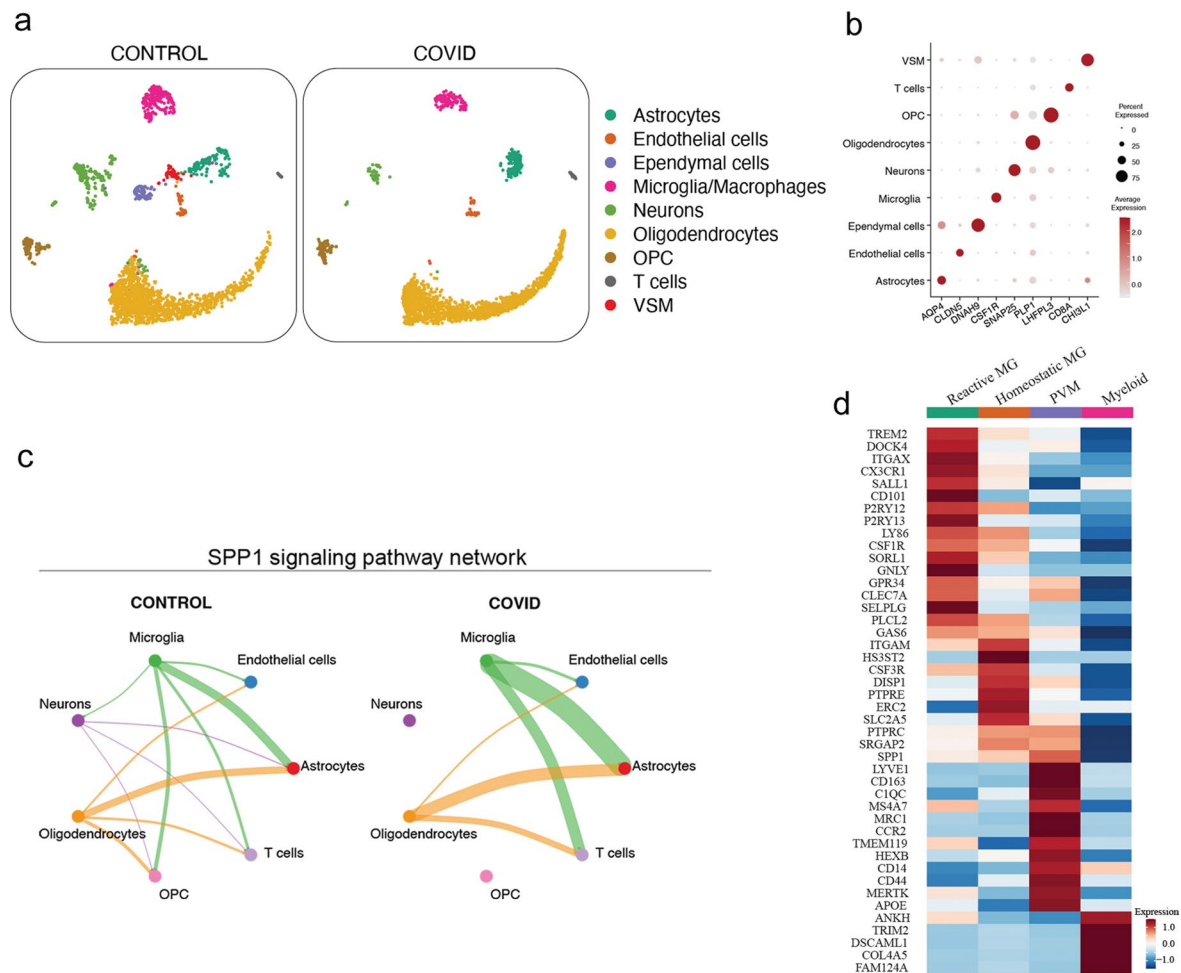 a
CONTROL
COVID
Astrocytes
Endothelial cells
Ependymal cells
Microglia/Macrophages
Neurons
Oligodendrocytes
OPC
T cells
VSM
b
VSM
T cells
OPC
Oligodendrocytes
Neurons
Microglia
Ependymal cells
Endothelial cells
Astrocytes
AQP4
CLDN5
DNAH9
CSF1R
SNAP25
PLP1
LHFPL3
CD8A
CHI3L1
Percent
Expressed
0
25
50
75
Average
Expression
2.0
1.0
0.0
c
SPP1 signaling pathway network
CONTROL
Microglia
Endothelial cells
Neurons
Astrocytes
Oligodendrocytes
T cells
OPC
COVID
Microglia
Endothelial cells
Neurons
Astrocytes
Oligodendrocytes
T cells
OPC
d
Reactive MG
Homeostatic MG
PVM
Myeloid
TREM2
DOCK4
ITGAX
CX3CR1
SALL1
CD101
P2RY12
P2RY13
LY86
CSF1R
SORL1
GNLY
GPR34
CLEC7A
SELPLG
PLCL2
GAS6
ITGAM
HS3ST2
CSF3R
DISP1
PTPRE
ERC2
SLC2A5
PTPRC
SRGAP2
SPP1
LYVE1
CD163
C1QC
MS4A7
MRC1
CCR2
TMEM119
HEXB
CD14
CD44
MERTK
APOE
ANKH
TRIM2
DSCAML1
COL4A5
FAM124A
Expression
1.0
0.0
−1.0